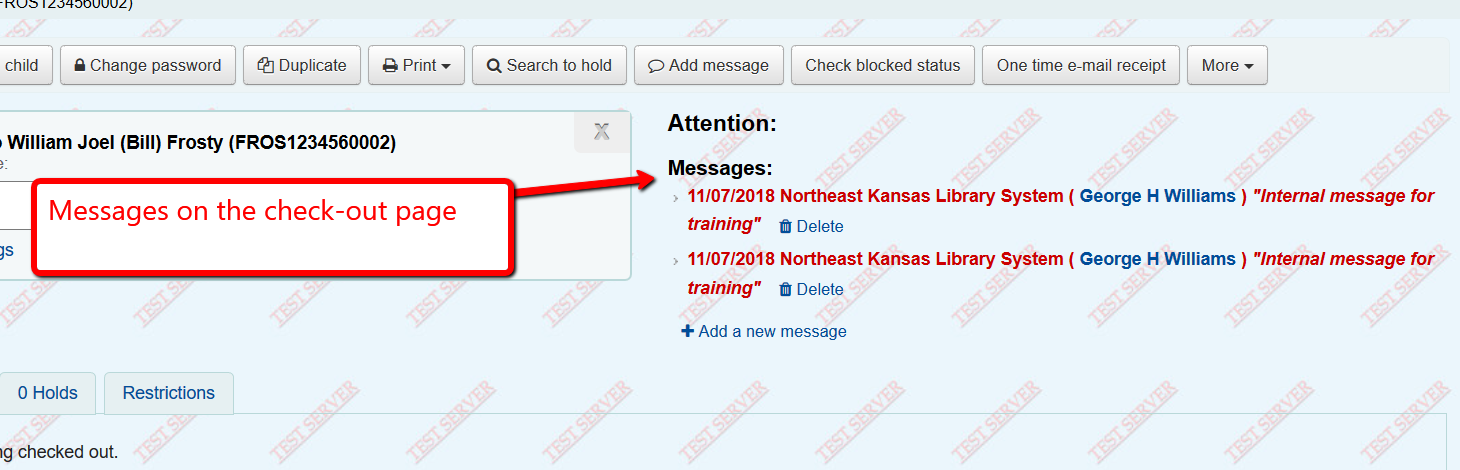 FROS1234560002)
child Change password Duplicate Print Search to hold Add message Check blocked status One time e-mail receipt More
William Joel (Bill) Frosty (FROS1234560002)
X
Messages on the check-out page
Attention:
Messages:
11/07/2018 Northeast Kansas Library System ( George H Williams ) "Internal message for
training" Delete
11/07/2018 Northeast Kansas Library System ( George H Williams ) "Internal message for
training" Delete
Add a new message
0 Holds Restrictions
checked out.
TEST SERVER